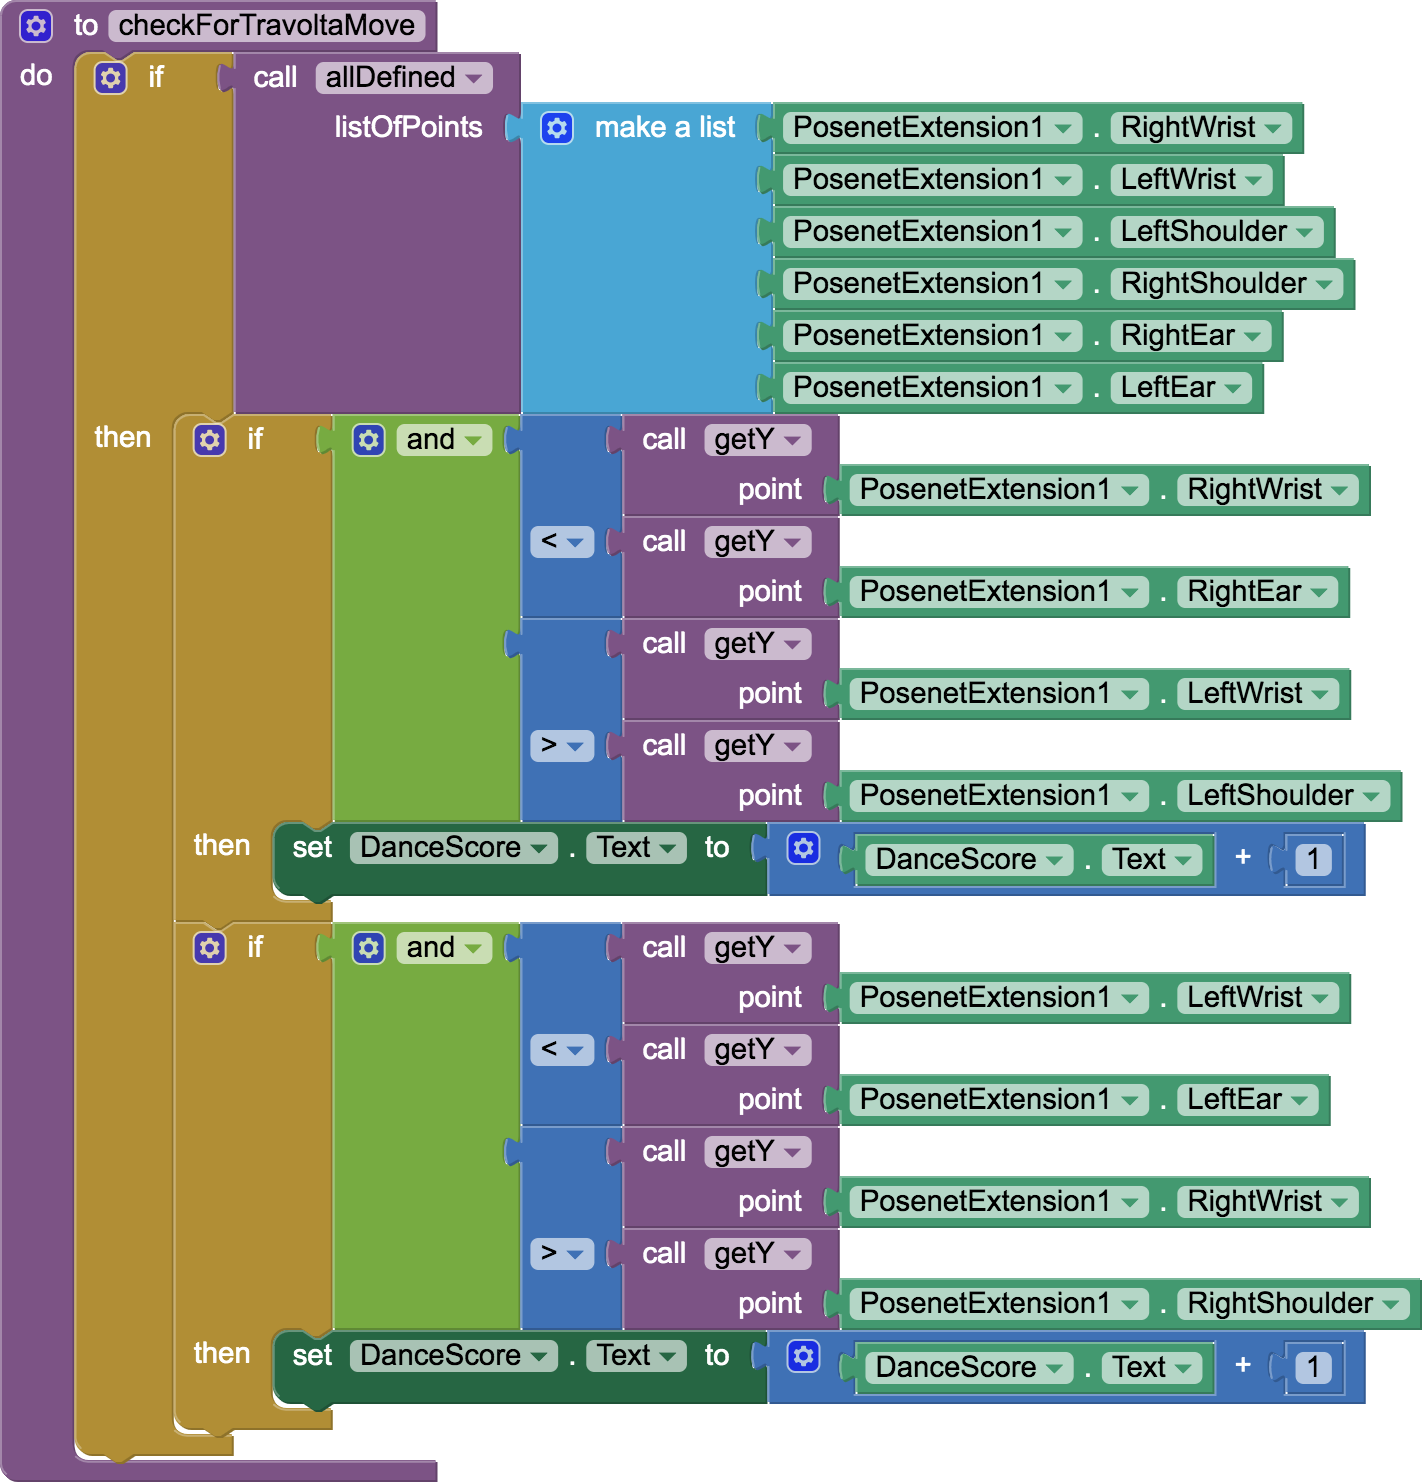 to checkForTravoltaMove
do if call allDefined
listOfPoints make a list PosenetExtension1 . RightWrist
PosenetExtension1 . LeftWrist
PosenetExtension1 . LeftShoulder
PosenetExtension1 . RightShoulder
PosenetExtension1 . RightEar
PosenetExtension1 . LeftEar
then if and call getY
point PosenetExtension1 . RightWrist
< call getY
point PosenetExtension1 . RightEar
call getY
point PosenetExtension1 . LeftWrist
> call getY
point PosenetExtension1 . LeftShoulder
then set DanceScore . Text to DanceScore . Text + 1
if and call getY
point PosenetExtension1 . LeftWrist
< call getY
point PosenetExtension1 . LeftEar
call getY
point PosenetExtension1 . RightWrist
> call getY
point PosenetExtension1 . RightShoulder
then set DanceScore . Text to DanceScore . Text + 1